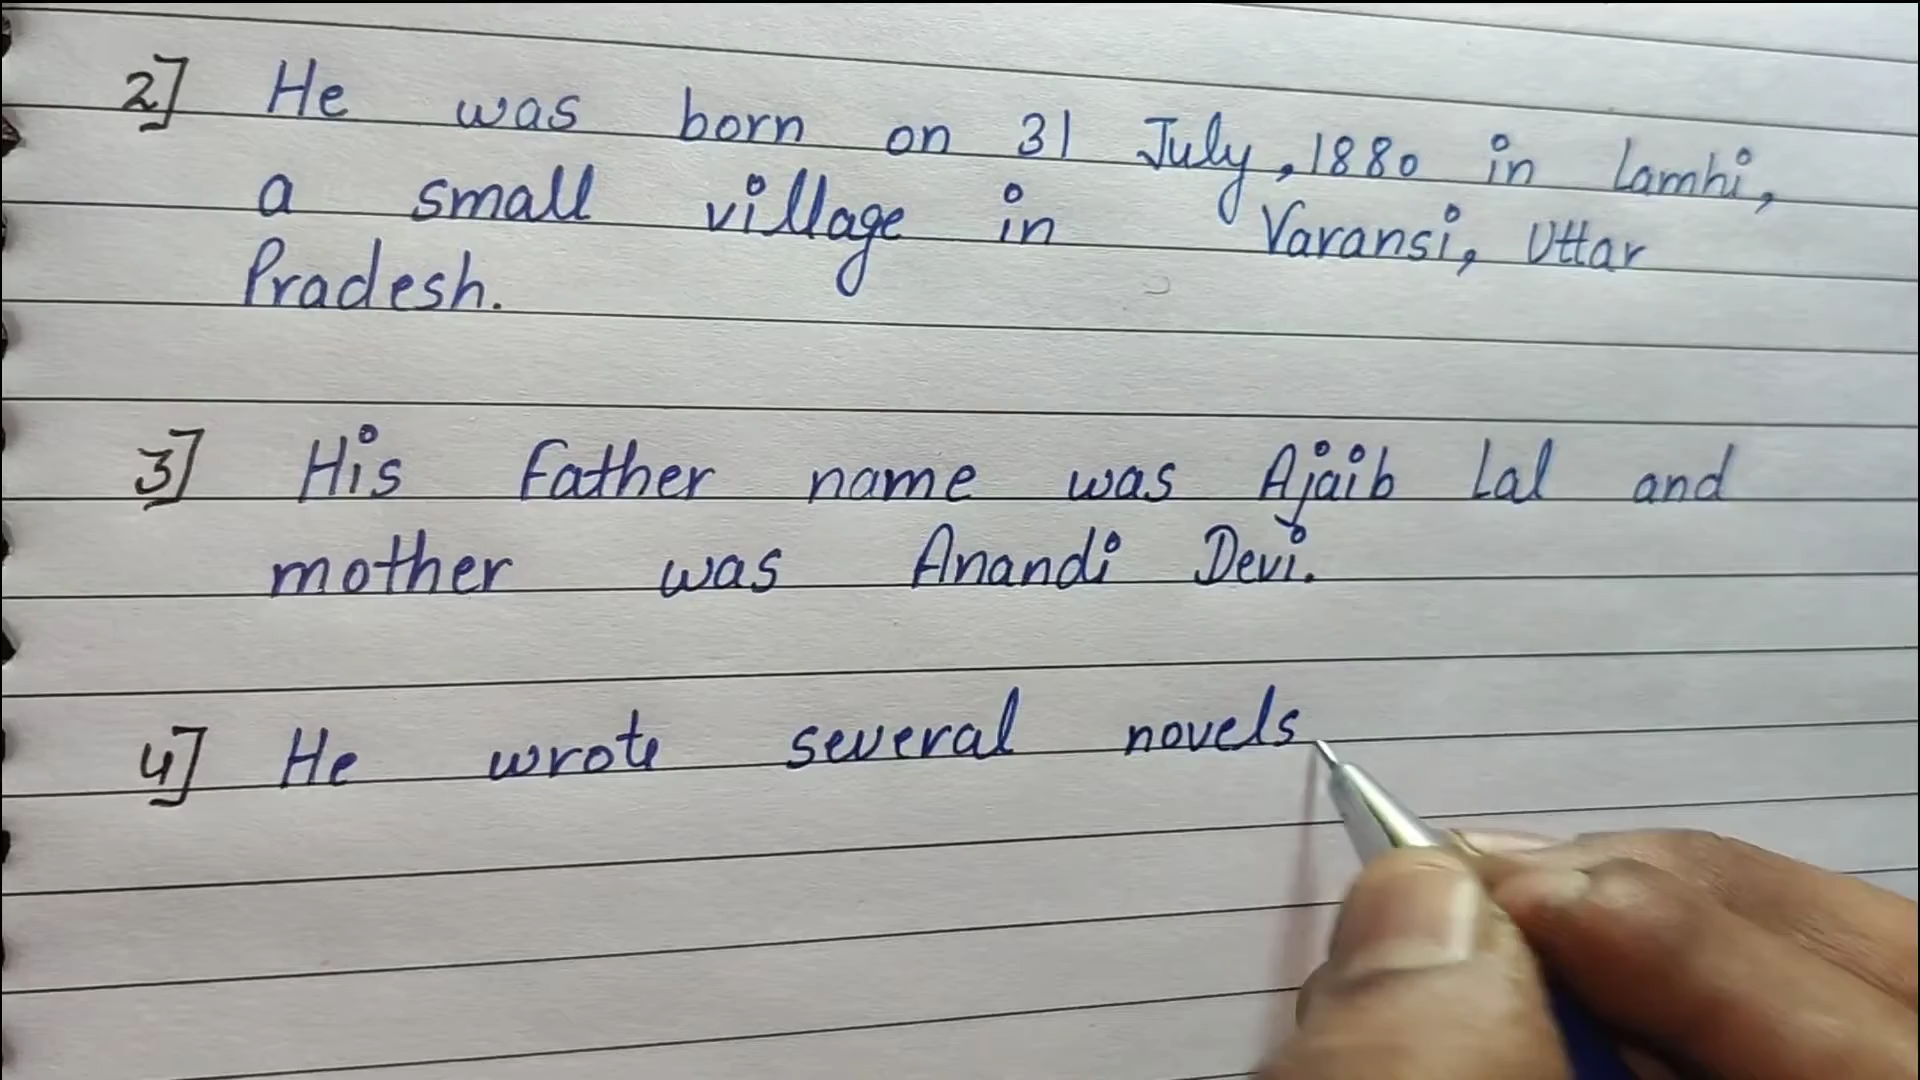 2] He was born on 31 July, 1880 in Lamhi,
a small village in Varansi, Uttar
Pradesh.
3] His Father name was Ajaib Lal and
mother was Anandi Devi.
4] He wrote several novels